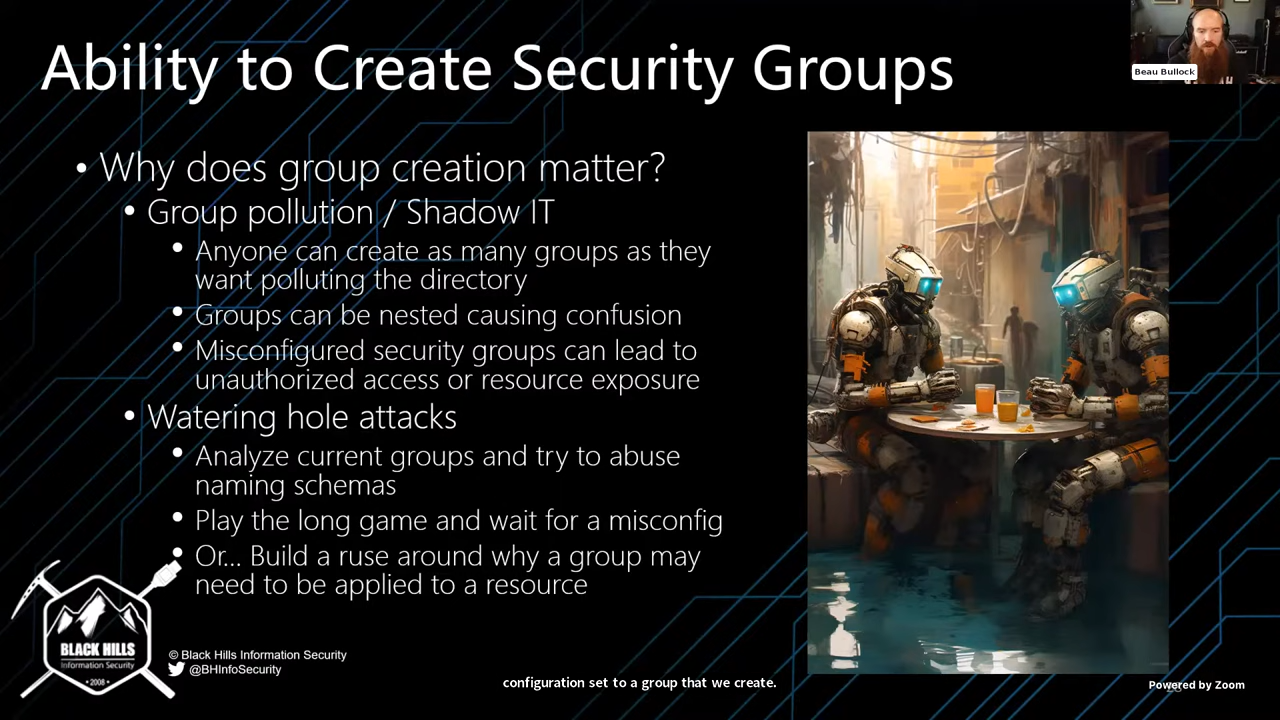 Ability to Create Security Groups
Beau Bullock
• Why does group creation matter?
• Group pollution / Shadow IT
• Anyone can create as many groups as they
want polluting the directory
• Groups can be nested causing confusion
• Misconfigured security groups can lead to
unauthorized access or resource exposure
• Watering hole attacks
• Analyze current groups and try to abuse
naming schemas
• Play the long game and wait for a misconfig
• Or... Build a ruse around why a group may
need to be applied to a resource
BLACK HILLS
Information Security
• 2008 •
© Black Hills Information Security
@BHInfoSecurity
configuration set to a group that we create.
Powered by Zoom